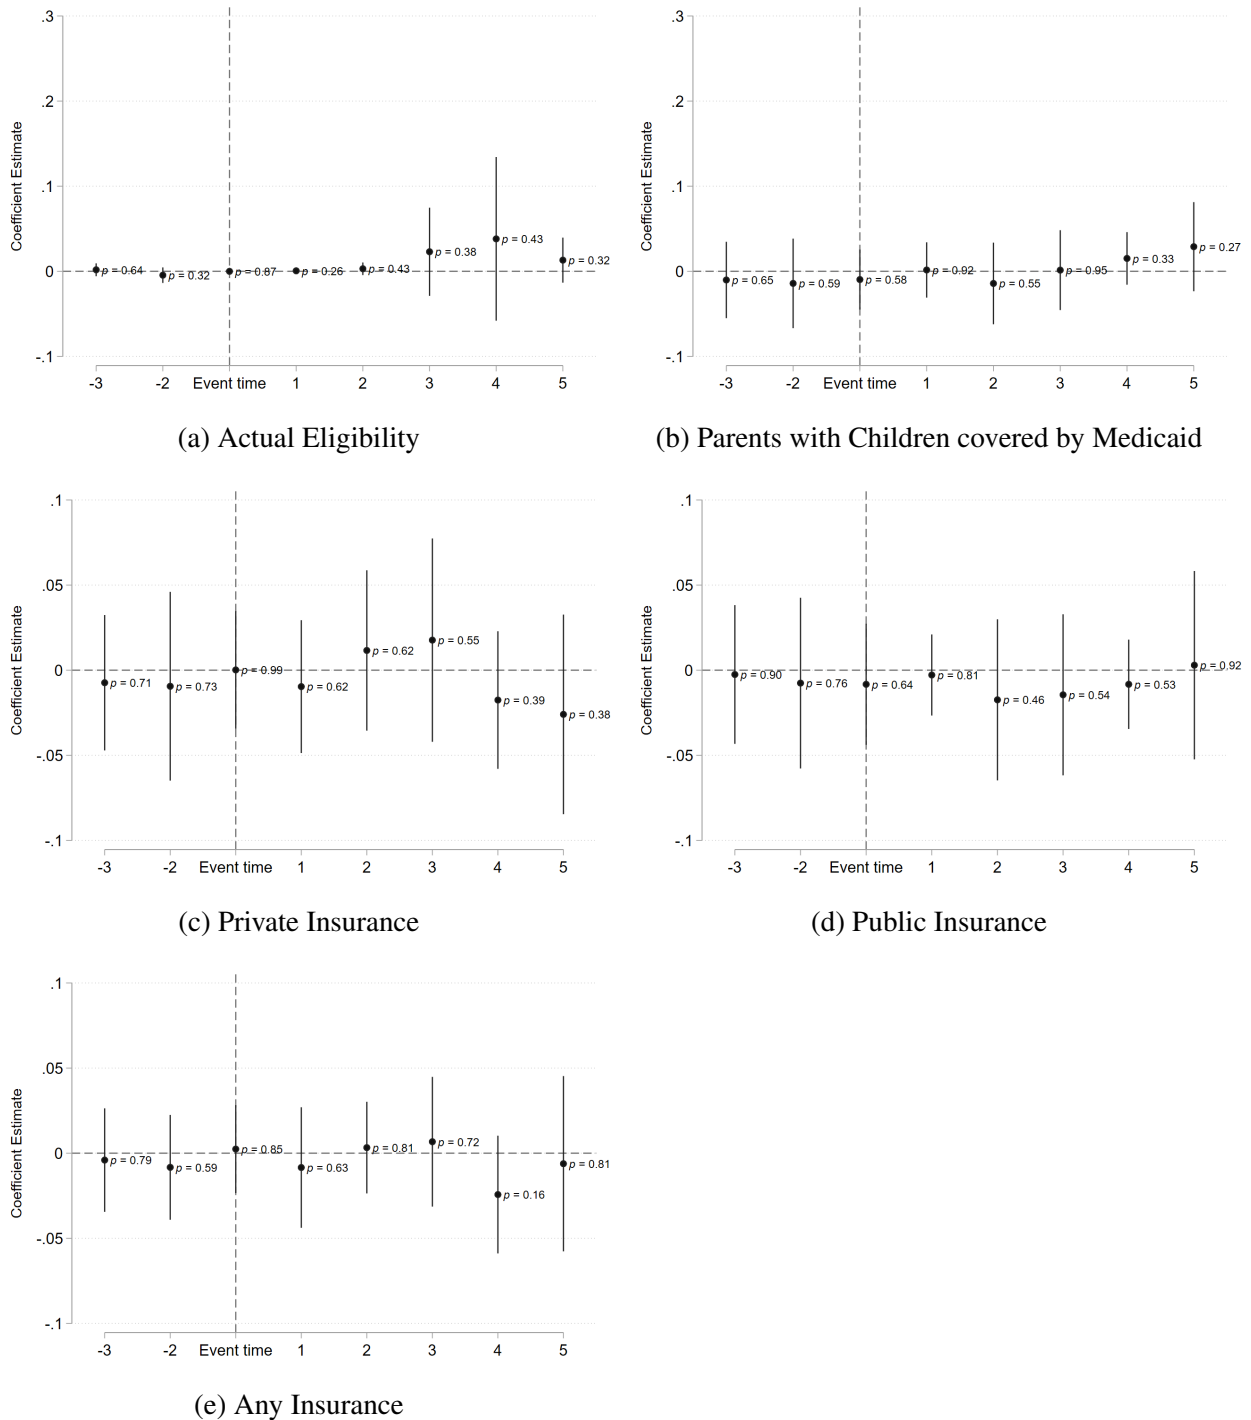 .3
.2
.1
0
-.1
Coefficient Estimate
p = 0.64
p = 0.32
p = 0.87
p = 0.26
p = 0.43
p = 0.38
p = 0.43
p = 0.32
-3 -2 Event time 1 2 3 4 5
(a) Actual Eligibility
.3
.2
.1
0
-.1
Coefficient Estimate
p = 0.65
p = 0.59
p = 0.58
p = 0.92
p = 0.55
p = 0.95
p = 0.33
p = 0.27
-3 -2 Event time 1 2 3 4 5
(b) Parents with Children covered by Medicaid
.1
.05
0
-.05
-.1
Coefficient Estimate
p = 0.71
p = 0.73
p = 0.99
p = 0.62
p = 0.62
p = 0.55
p = 0.39
p = 0.38
-3 -2 Event time 1 2 3 4 5
(c) Private Insurance
.1
.05
0
-.05
-.1
Coefficient Estimate
p = 0.90
p = 0.76
p = 0.64
p = 0.81
p = 0.46
p = 0.54
p = 0.53
p = 0.92
-3 -2 Event time 1 2 3 4 5
(d) Public Insurance
.1
.05
0
-.05
-.1
Coefficient Estimate
p = 0.79
p = 0.59
p = 0.85
p = 0.63
p = 0.81
p = 0.72
p = 0.16
p = 0.81
-3 -2 Event time 1 2 3 4 5
(e) Any Insurance